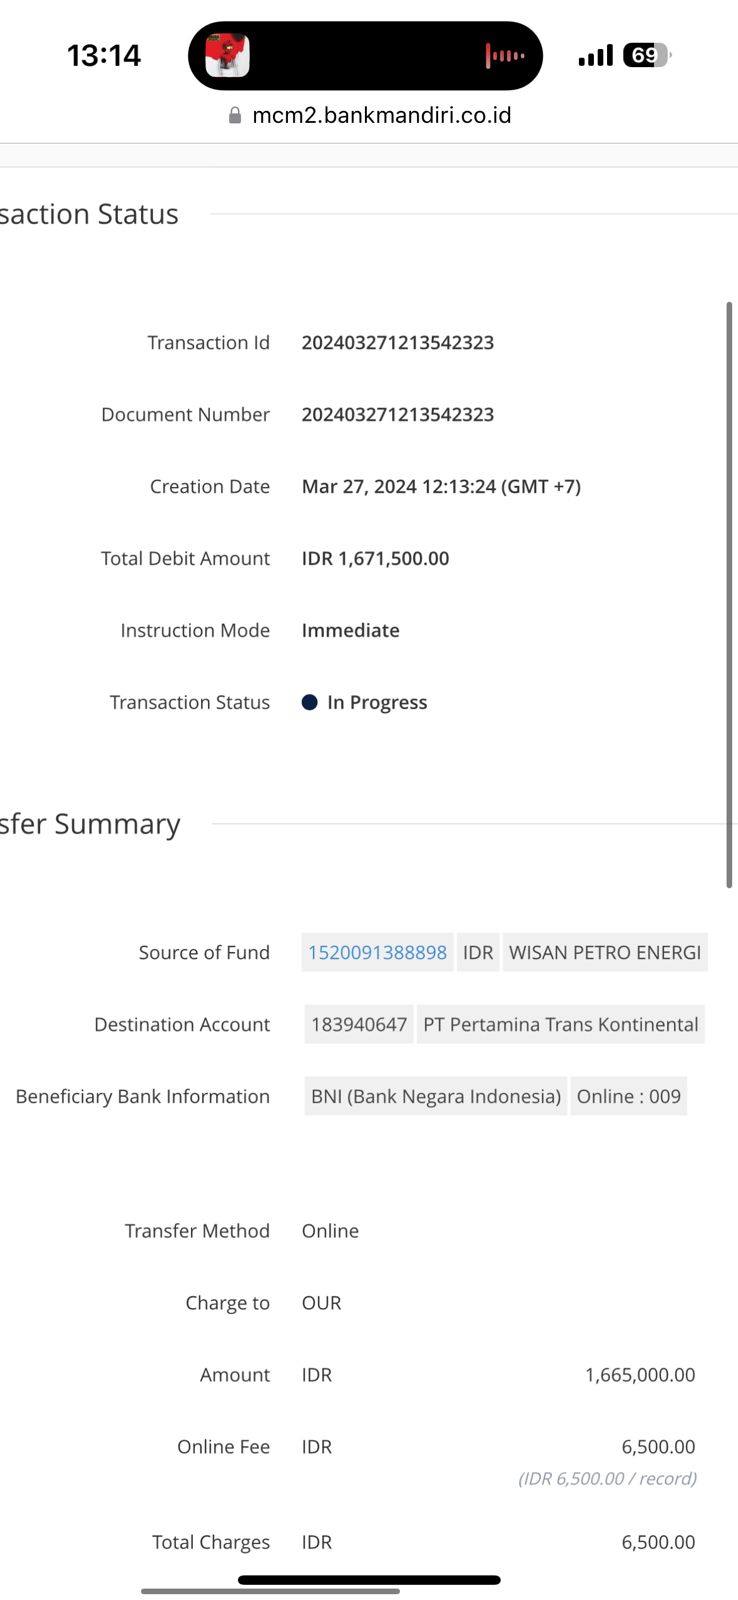 13:14
69
mcm2.bankmandiri.co.id
saction Status
Transaction Id 202403271213542323
Document Number 202403271213542323
Creation Date Mar 27, 2024 12:13:24 (GMT +7)
Total Debit Amount IDR 1,671,500.00
Instruction Mode Immediate
Transaction Status In Progress
sfer Summary
Source of Fund 1520091388898 IDR WISAN PETRO ENERGI
Destination Account 183940647 PT Pertamina Trans Kontinental
Beneficiary Bank Information BNI (Bank Negara Indonesia) Online : 009
Transfer Method Online
Charge to OUR
Amount IDR 1,665,000.00
Online Fee IDR 6,500.00
(IDR 6,500.00 / record)
Total Charges IDR 6,500.00